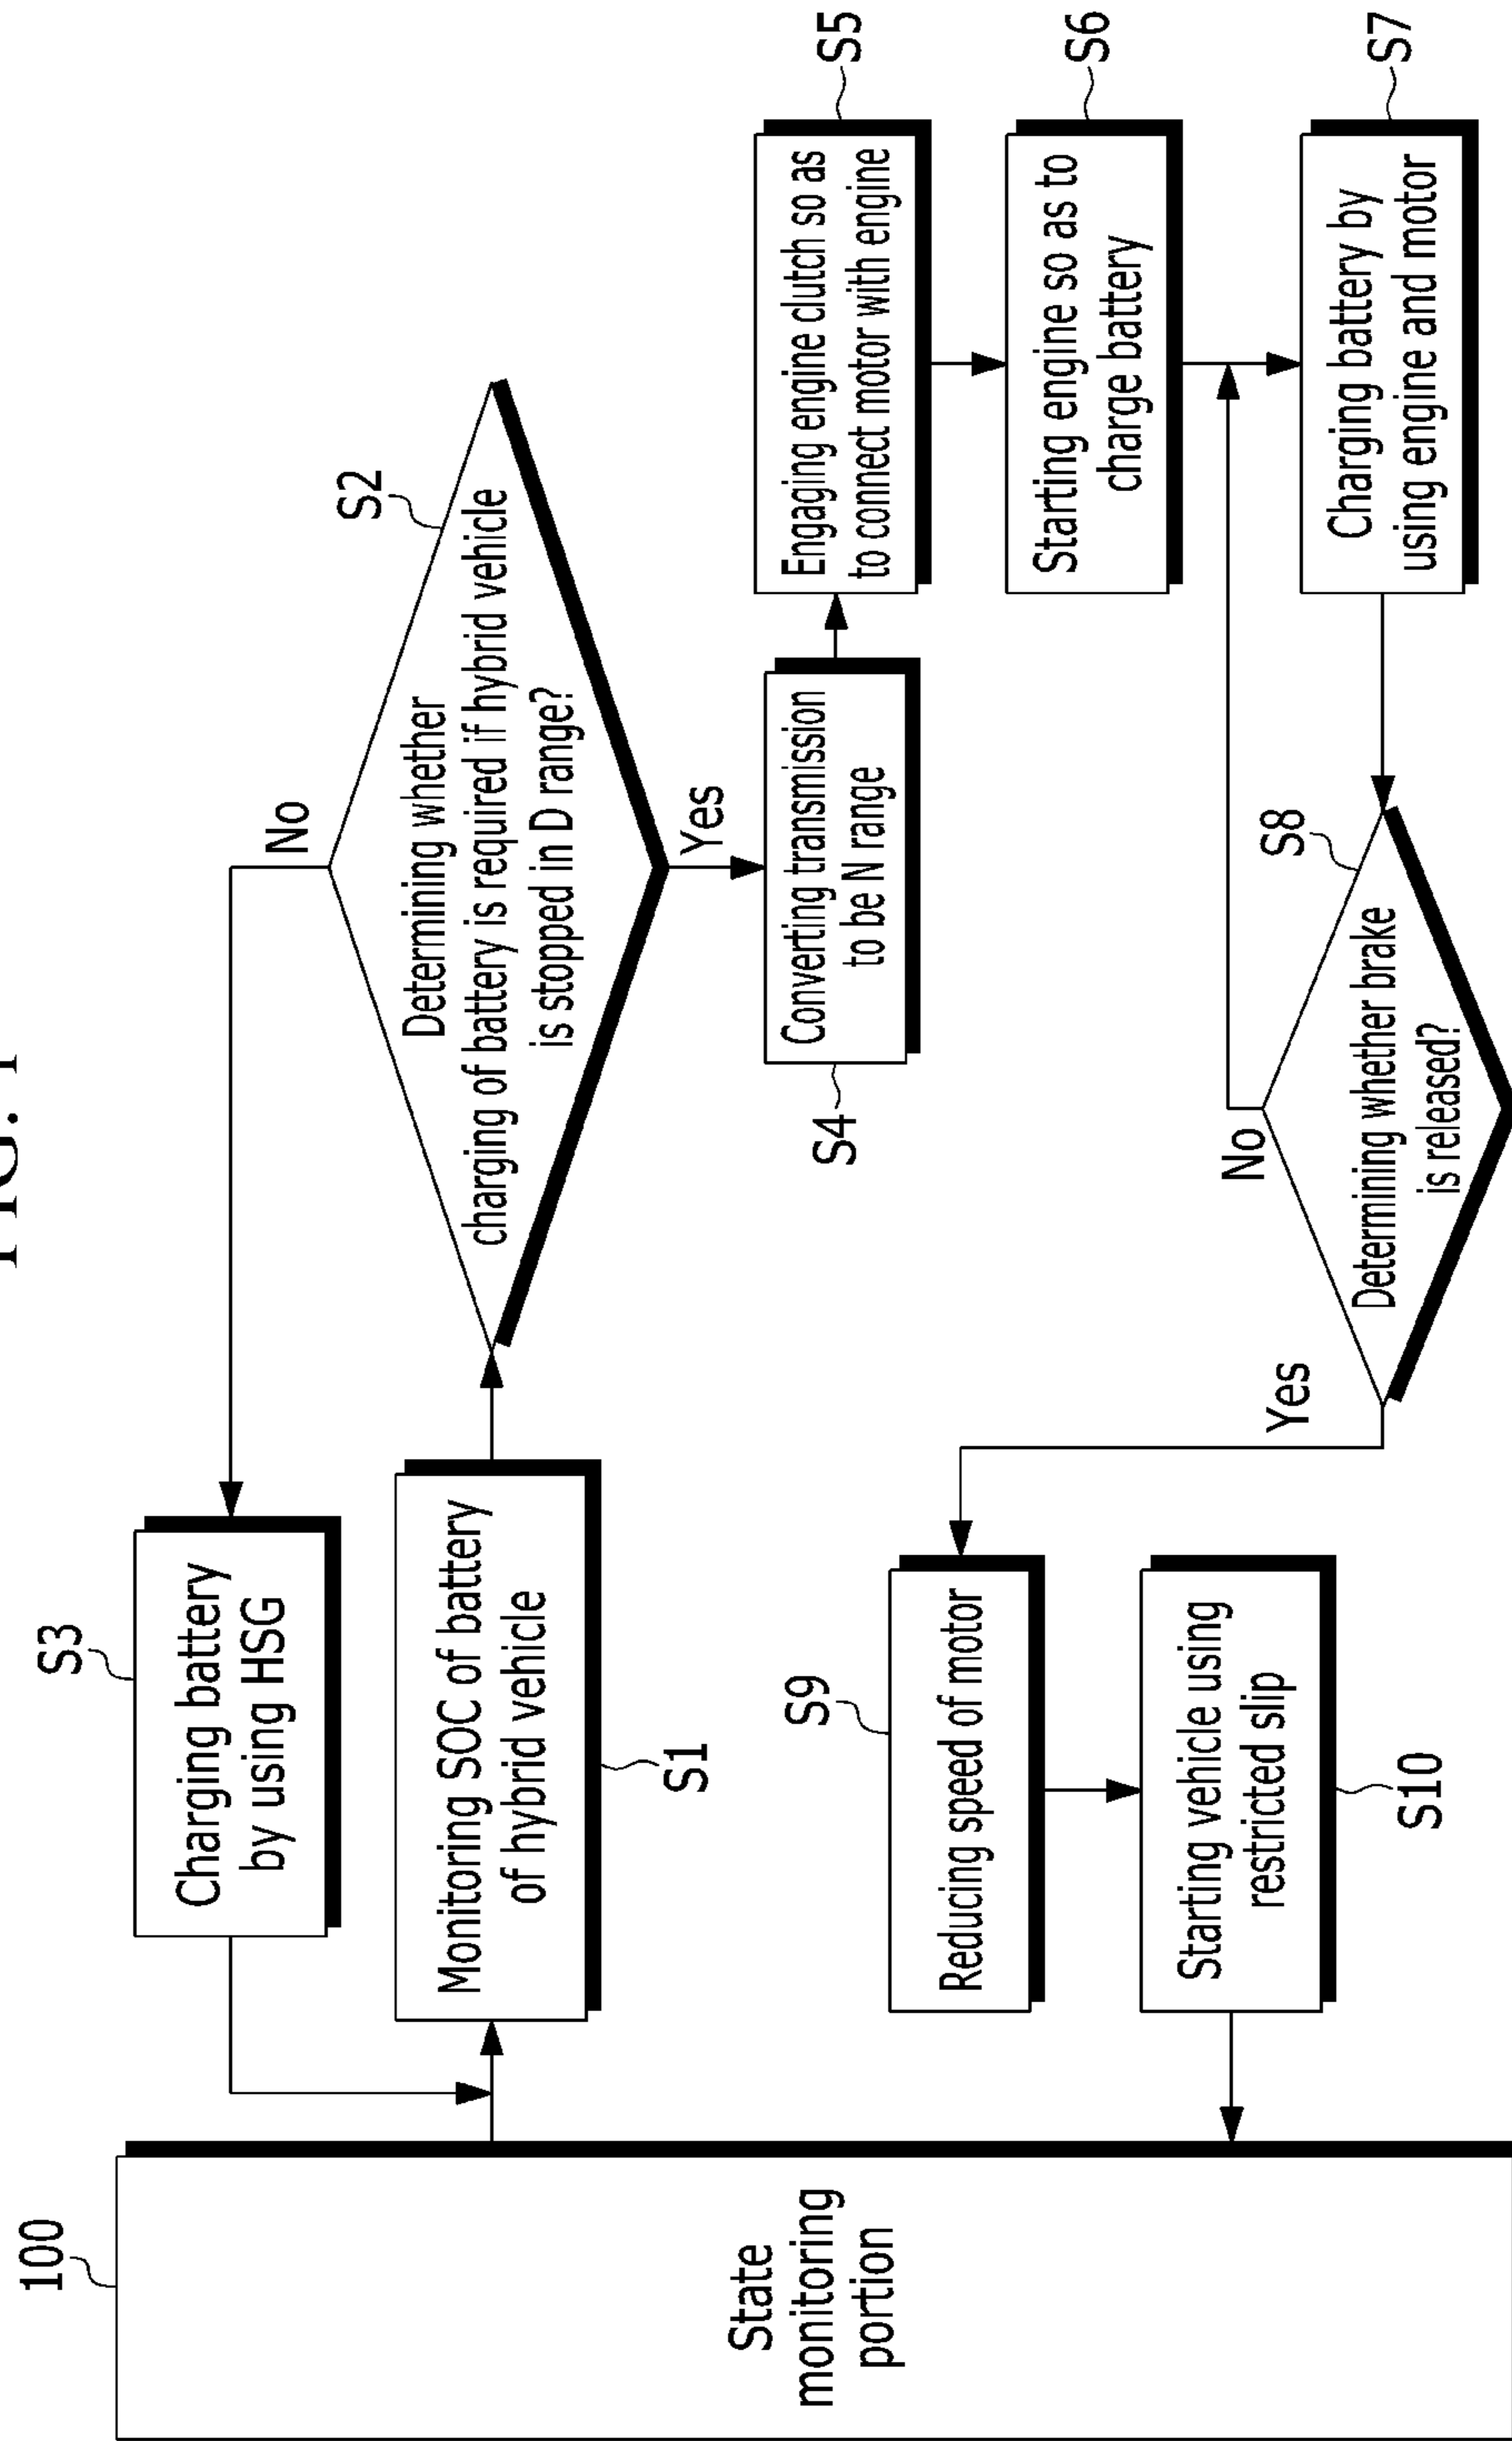 FIG. 1
100
State
monitoring
portion
S3
Charging battery
by using HSG
Monitoring SOC of battery
of hybrid vehicle
S1
No
S2
Determining whether
charging of battery is required if hybrid vehicle
is stopped in D range?
Yes
Converting transmission
to be N range
S4
Engaging engine clutch so as
to connect motor with engine
S5
Starting engine so as to
charge battery
S6
Charging battery by
using engine and motor
S7
S8
Determining whether brake
is released?
No
Yes
S9
Reducing speed of motor
Starting vehicle using
restricted slip
S10